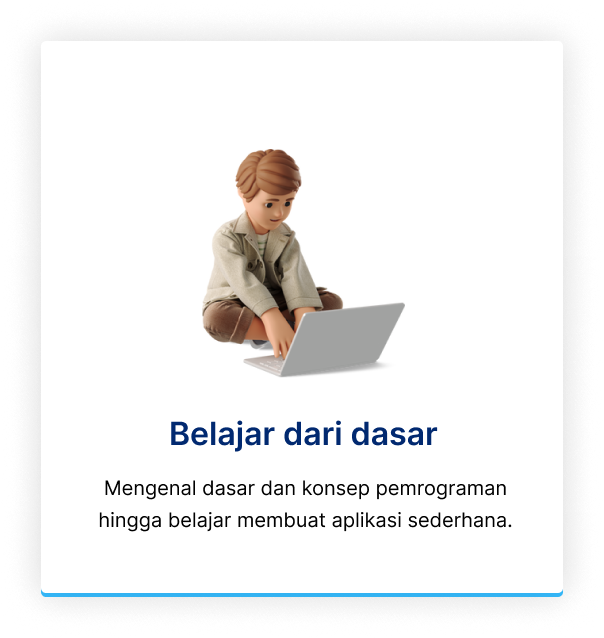 Belajar dari dasar
Mengenal dasar dan konsep pemrograman
hingga belajar membuat aplikasi sederhana.